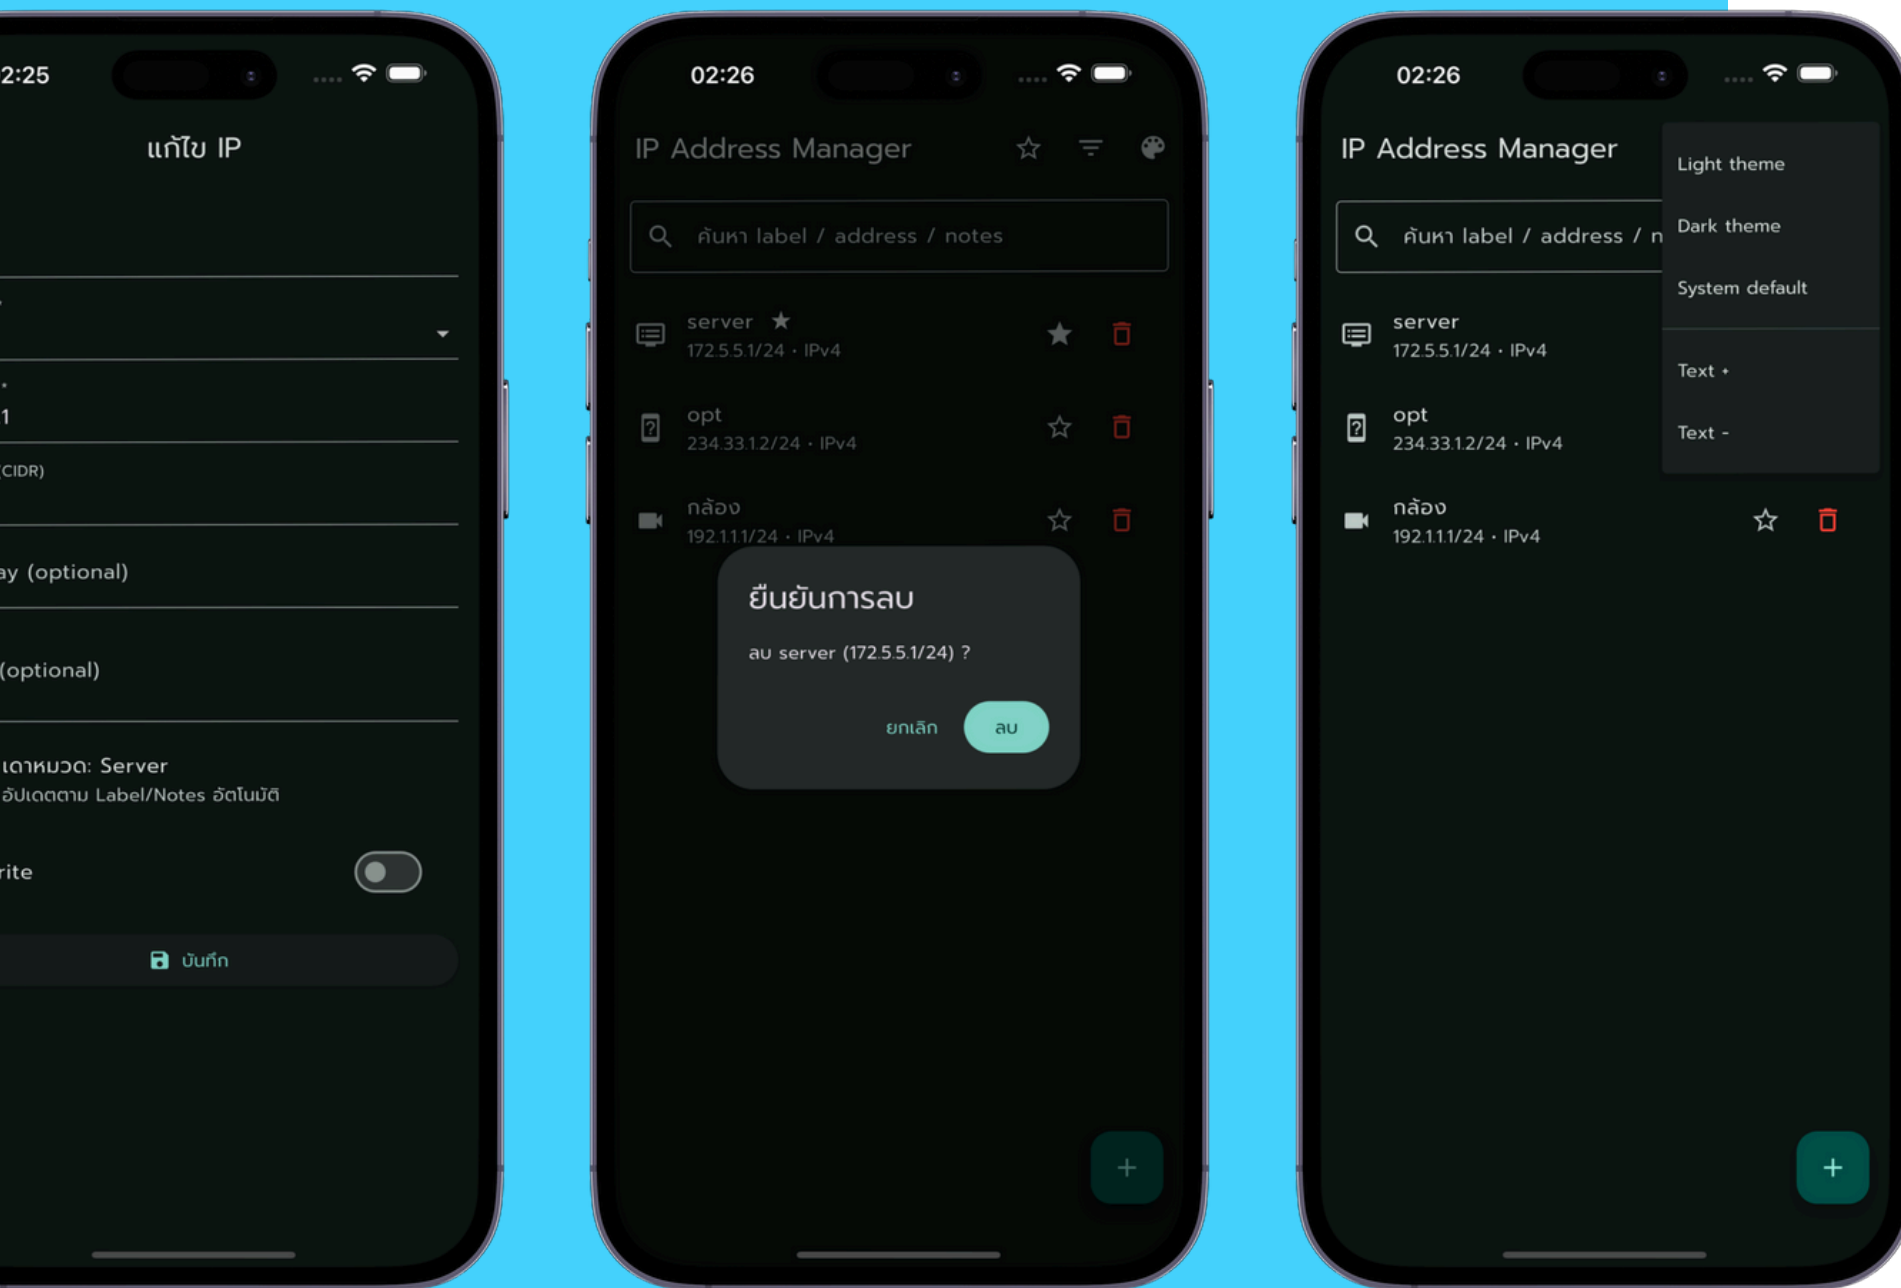 2:25
แก้ไข IP
1
(CIDR)
ay (optional)
(optional)
เดาหมวด: Server
อัปเดตตาม Label/Notes อัตโนมัติ
rite
บันทึก
02:26
IP Address Manager
ค้นหา label / address / notes
server ★
172.5.5.1/24 • IPv4
opt
234.33.1.2/24 • IPv4
กล้อง
192.1.1.1/24 • IPv4
ยืนยันการลบ
ลบ server (172.5.5.1/24) ?
ยกเลิก
ลบ
+
02:26
IP Address Manager
ค้นหา label / address / n
server
172.5.5.1/24 • IPv4
opt
234.33.1.2/24 • IPv4
กล้อง
192.1.1.1/24 • IPv4
Light theme
Dark theme
System default
Text +
Text -
+